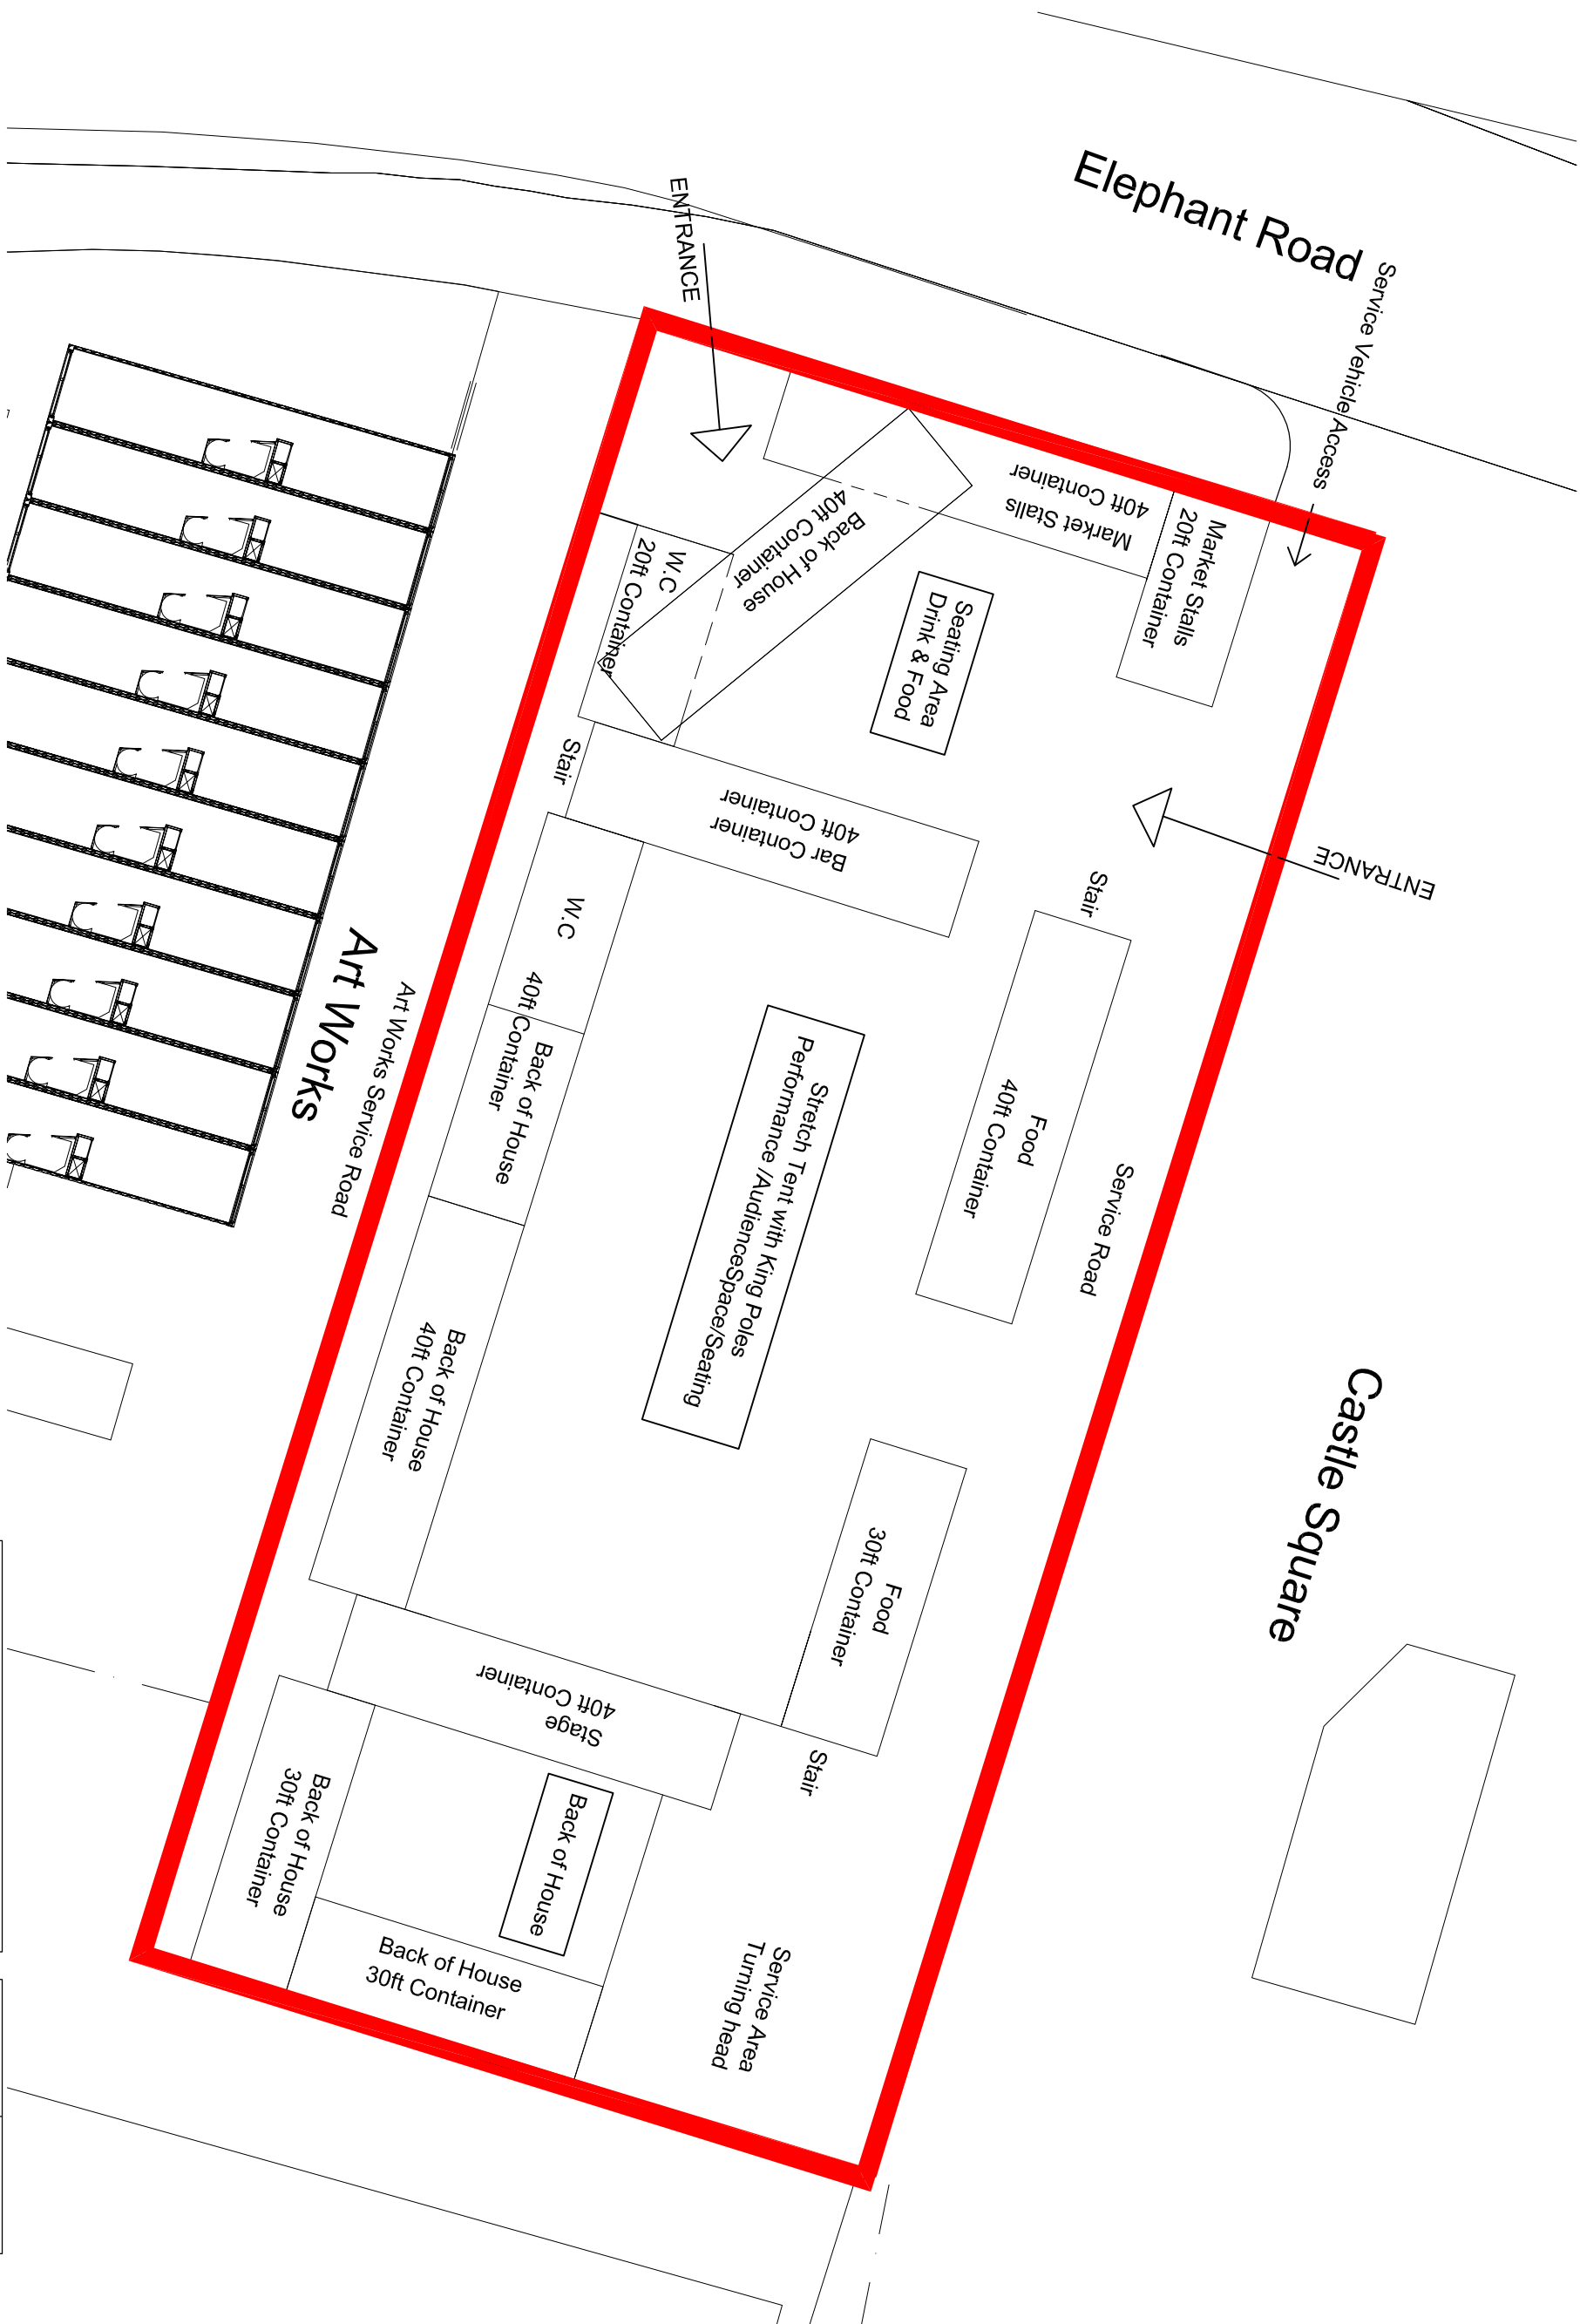 Elephant Road
Service Vehicle Access
ENTRANCE
Market Stalls
40ft Container
Market Stalls
20ft Container
Back of House
40ft Container
W.C
20ft Container
Seating Area
Drink & Food
Stair
Bar Container
40ft Container
ENTRANCE
Stair
W.C
40ft Container
Back of House
Food
40ft Container
Stretch Tent with King Poles
Performance /AudienceSpace/Seating
Service Road
Art Works
Art Works Service Road
Back of House
40ft Container
Castle Square
Food
30ft Container
Stage
40ft Container
Stair
Back of House
30ft Container
Back of House
Back of House
30ft Container
Service Area
Turning head